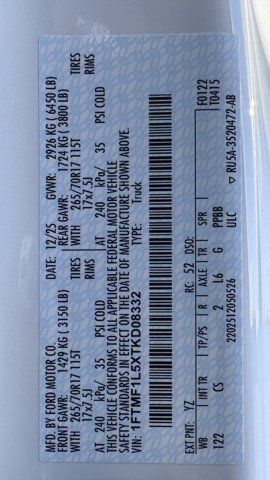 MFD. BY FORD MOTOR CO.
DATE: 12/25 GVWR: 2926 KG ( 6450 LB)
FRONT GAWR: 1429 KG ( 3150 LB) REAR GAWR: 1724 KG ( 3800 LB)
WITH 265/70R17 115T TIRES WITH 265/70R17 115T TIRES
17x7.5J RIMS 17x7.5J RIMS
AT 240 kPa/ 35 PSI COLD AT 240 kPa/ 35 PSI COLD
THIS VEHICLE CONFORMS TO ALL APPLICABLE FEDERAL MOTOR VEHICLE
SAFETY STANDARDS IN EFFECT ON THE DATE OF MANUFACTURE SHOWN ABOVE.
VIN: 1FTMF1L5XTKD08332 TYPE: Truck
F0122
T0415
EXT PNT: YZ RC: 52 DSO:
WB INT TR TP/PS R AXLE TR SPR
122 CS 2 L6 G PPBB
ULC
2202512050526 RU5A-3520472-AB